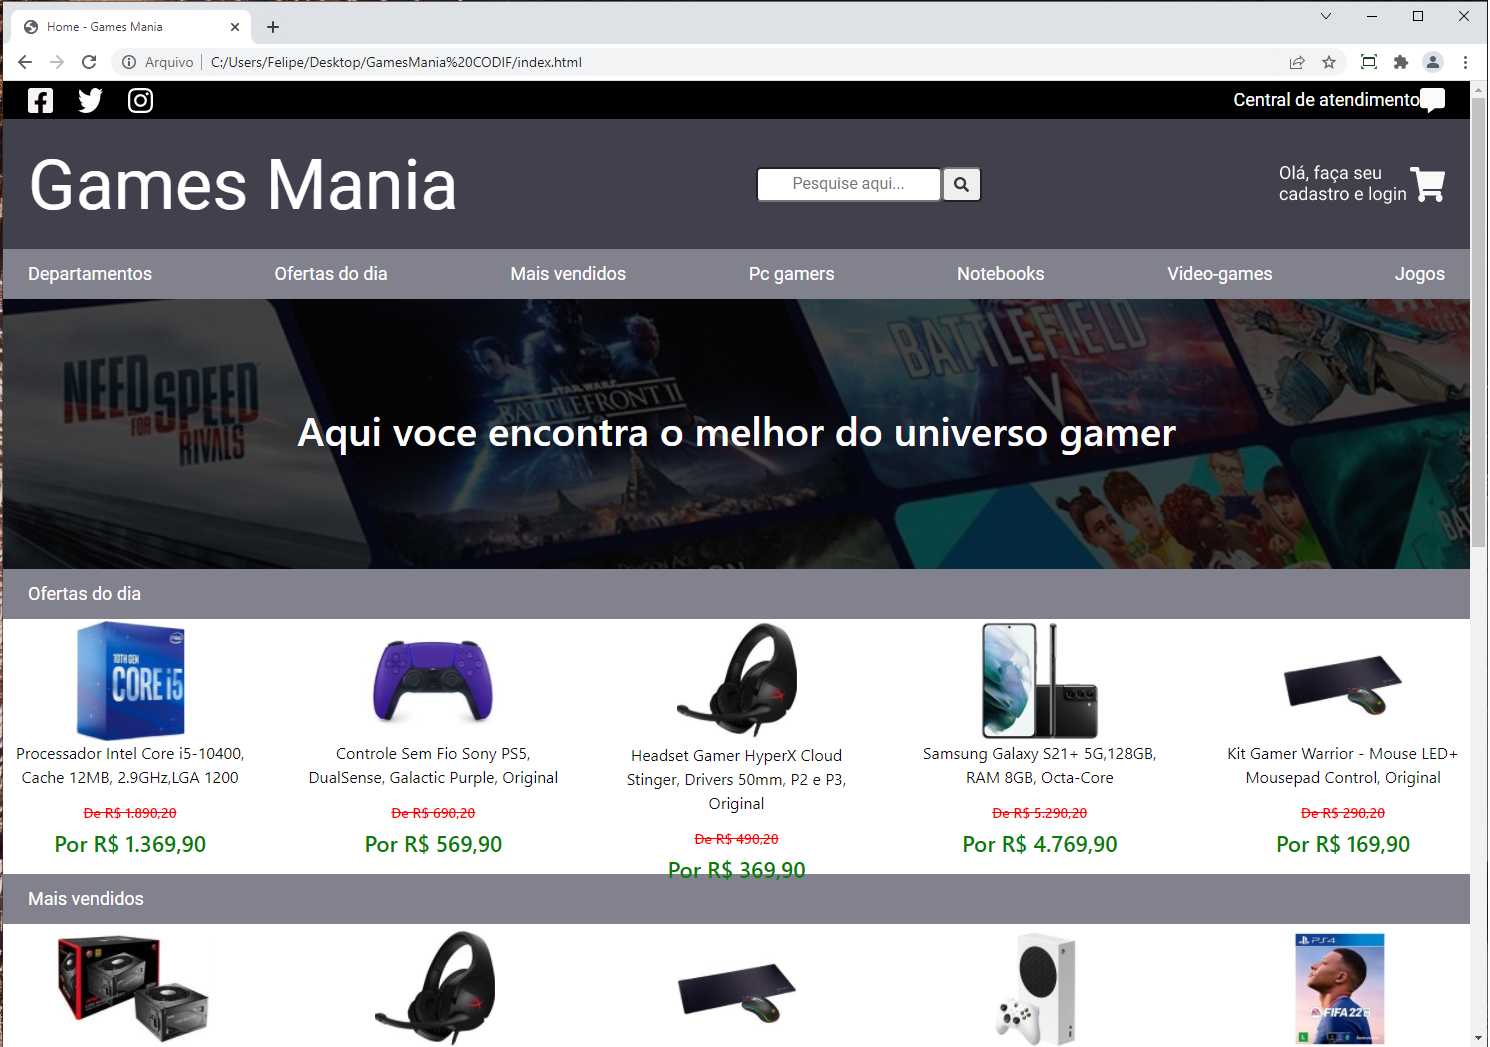 Home - Games Mania
Arquivo
C:/Users/Felipe/Desktop/GamesMania%20CODIF/index.html
Central de atendimento
Games Mania
Pesquise aqui...
Olá, faça seu
cadastro e login
Departamentos
Ofertas do dia
Mais vendidos
Pc gamers
Notebooks
Video-games
Jogos
NEED FOR SPEED
RIVALS
STAR WARS
BATTLEFRONT II
BATTLEFIELD
V
Aqui voce encontra o melhor do universo gamer
Ofertas do dia
intel
10TH GEN
CORE i5
Processador Intel Core i5-10400,
Cache 12MB, 2.9GHz,LGA 1200
De R$ 1.890,20
Por R$ 1.369,90
Controle Sem Fio Sony PS5,
DualSense, Galactic Purple, Original
De R$ 690,20
Por R$ 569,90
Headset Gamer HyperX Cloud
Stinger, Drivers 50mm, P2 e P3,
Original
De R$ 490,20
Por R$ 369,90
Samsung Galaxy S21+ 5G,128GB,
RAM 8GB, Octa-Core
De R$ 5.290,20
Por R$ 4.769,90
Kit Gamer Warrior - Mouse LED+
Mousepad Control, Original
De R$ 290,20
Por R$ 169,90
Mais vendidos
PS4
FIFA 22
L